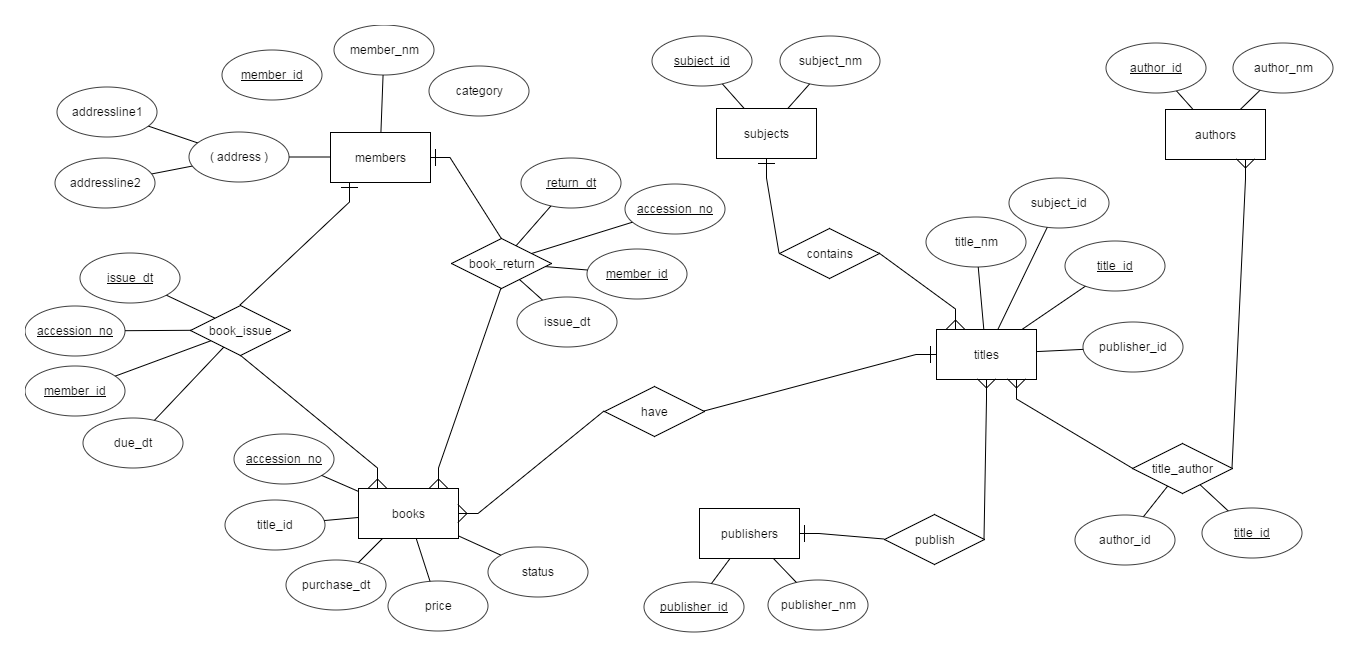 member_nm
member_id
category
subject_id
subject_nm
author_id
author_nm
addressline1
( address )
members
addressline2
subjects
authors
return_dt
accession_no
book_return
member_id
issue_dt
contains
title_nm
subject_id
title_id
publisher_id
titles
issue_dt
accession_no
book_issue
member_id
due_dt
have
accession_no
title_id
books
purchase_dt
price
status
publishers
publish
publisher_id
publisher_nm
title_author
author_id
title_id